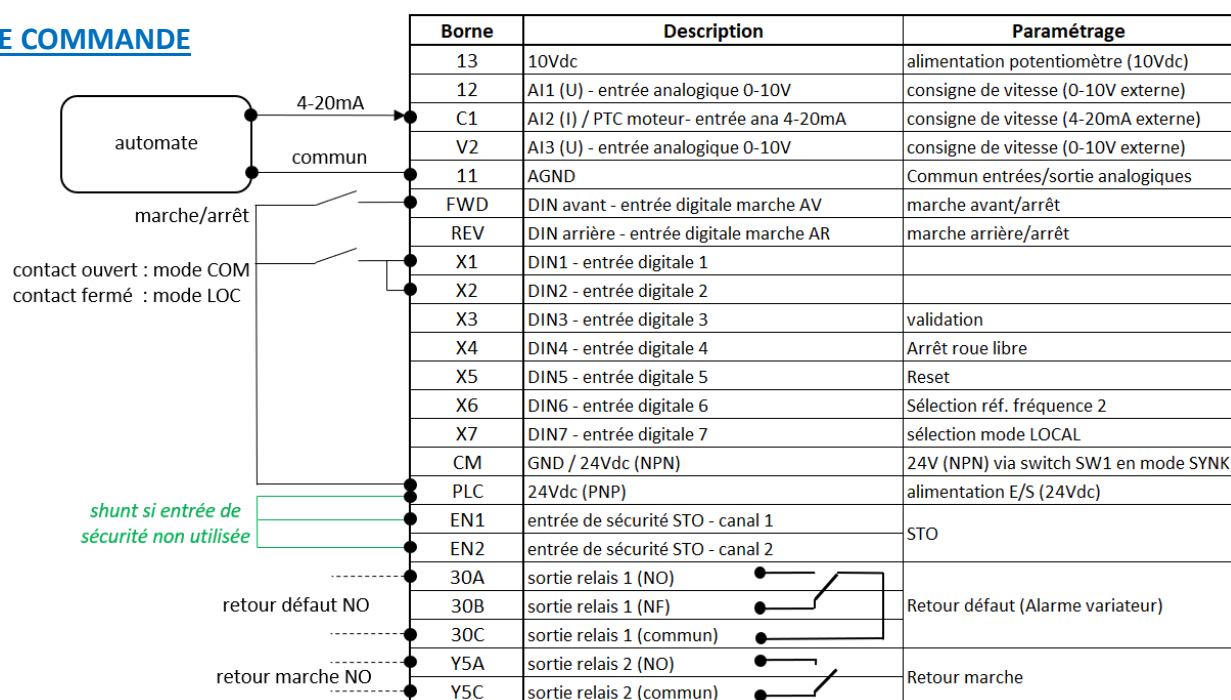 E COMMANDE
Borne Description Paramétrage
13 10Vdc alimentation potentiomètre (10Vdc)
12 AI1 (U) - entrée analogique 0-10V consigne de vitesse (0-10V externe)
4-20mA C1 AI2 (I) / PTC moteur- entrée ana 4-20mA consigne de vitesse (4-20mA externe)
automate V2 AI3 (U) - entrée analogique 0-10V consigne de vitesse (0-10V externe)
commun 11 AGND Commun entrées/sortie analogiques
marche/arrêt FWD DIN avant - entrée digitale marche AV marche avant/arrêt
REV DIN arrière - entrée digitale marche AR marche arrière/arrêt
contact ouvert : mode COM X1 DIN1 - entrée digitale 1
contact fermé : mode LOC X2 DIN2 - entrée digitale 2
X3 DIN3 - entrée digitale 3 validation
X4 DIN4 - entrée digitale 4 Arrêt roue libre
X5 DIN5 - entrée digitale 5 Reset
X6 DIN6 - entrée digitale 6 Sélection réf. fréquence 2
X7 DIN7 - entrée digitale 7 sélection mode LOCAL
CM GND / 24Vdc (NPN) 24V (NPN) via switch SW1 en mode SYNK
PLC 24Vdc (PNP) alimentation E/S (24Vdc)
shunt si entrée de EN1 entrée de sécurité STO - canal 1 STO
sécurité non utilisée EN2 entrée de sécurité STO - canal 2
30A sortie relais 1 (NO)
retour défaut NO 30B sortie relais 1 (NF) Retour défaut (Alarme variateur)
30C sortie relais 1 (commun)
retour marche NO Y5A sortie relais 2 (NO) Retour marche
Y5C sortie relais 2 (commun)